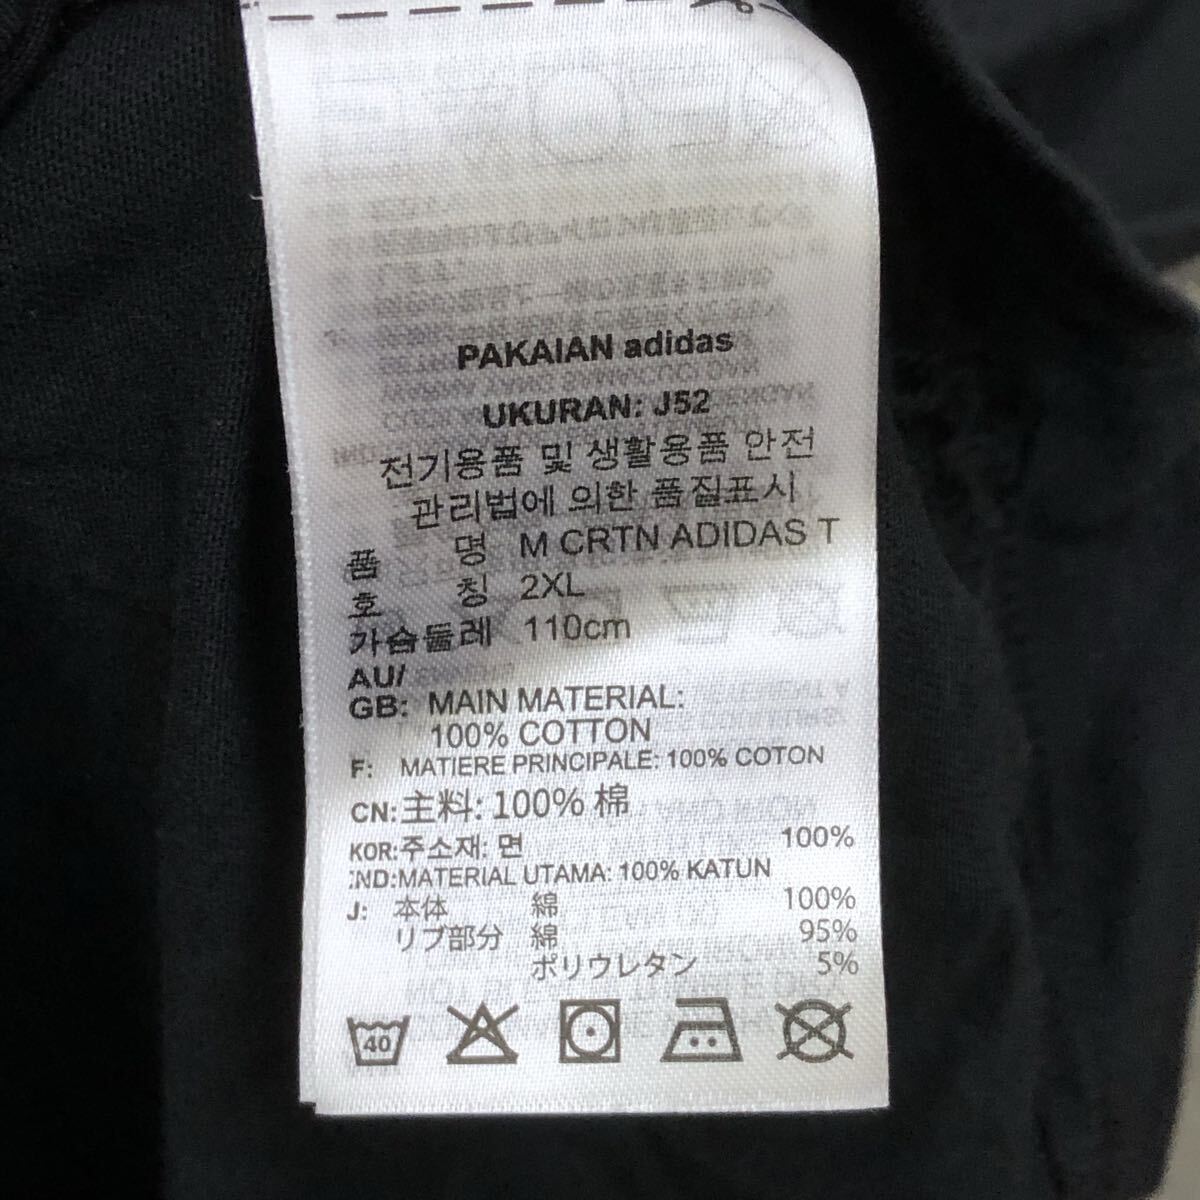 PAKAIAN adidas
UKURAN: J52
전기용품 및 생활용품 안전
관리법에 의한 품질표시
품 명 M CRTN ADIDAS T
호 칭 2XL
가슴둘레 110cm
AU/
GB: MAIN MATERIAL:
100% COTTON
F: MATIERE PRINCIPALE: 100% COTON
CN:主料: 100% 棉
KOR:주소재: 면 100%
IND:MATERIAL UTAMA: 100% KATUN
J: 本体 綿 100%
リブ部分 綿 95%
ポリウレタン 5%
40